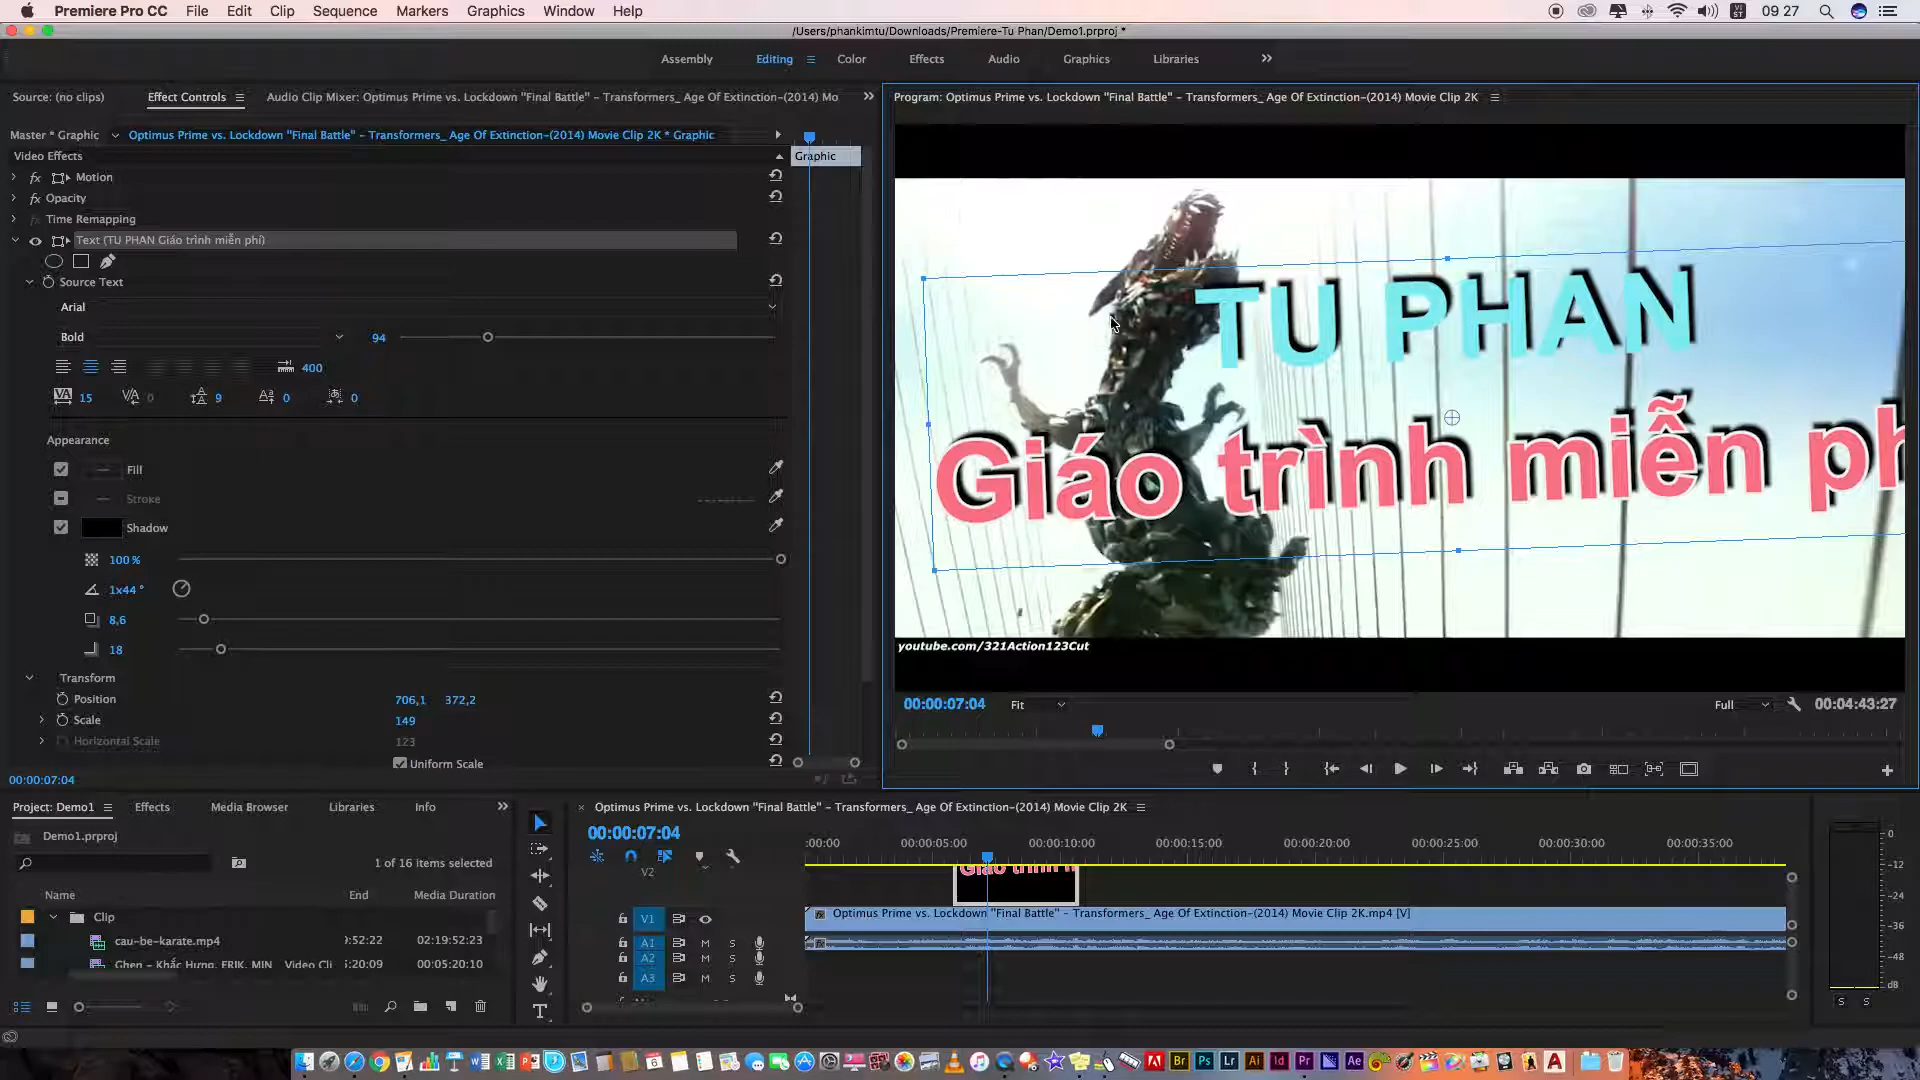 Premiere Pro CC File Edit Clip Sequence Markers Graphics Window Help 09 27
/Users/phankimtu/Downloads/Premiere-Tu Phan/Demo1.prproj *
Assembly Editing Color Effects Audio Graphics Libraries
Source: (no clips) Effect Controls Audio Clip Mixer: Optimus Prime vs. Lockdown "Final Battle" – Transformers_ Age Of Extinction-(2014) Mo
Program: Optimus Prime vs. Lockdown "Final Battle" – Transformers_ Age Of Extinction-(2014) Movie Clip 2K
Master * Graphic Optimus Prime vs. Lockdown "Final Battle" – Transformers_ Age Of Extinction-(2014) Movie Clip 2K * Graphic
Video Effects Graphic
fx Motion
fx Opacity
fx Time Remapping
Text (TU PHAN Giáo trình miễn phí)
Source Text
Arial
Bold 94
400
15 0 9 0 0
Appearance
Fill
Stroke
Shadow
100 %
1x44 °
8,6
18
Transform
Position 706,1 372,2
Scale 149
Horizontal Scale 123
Uniform Scale
00:00:07:04
TU PHAN
Giáo trình miễn ph
youtube.com/321Action123Cut
00:00:07:04 Fit Full 00:04:43:27
Project: Demo1 Effects Media Browser Libraries Info
Demo1.prproj
1 of 16 items selected
Name Media Duration
Clip
cau-be-karate.mp4 9:52:22 02:19:52:23
Ghen – Khắc Hưng, ERIK, MIN Video Cli 5:20:09 00:05:20:10
Optimus Prime vs. Lockdown "Final Battle" – Transformers_ Age Of Extinction-(2014) Movie Clip 2K
00:00:07:04
:00:00 00:00:05:00 00:00:10:00 00:00:15:00 00:00:20:00 00:00:25:00 00:00:30:00 00:00:35:00
V2
V1 Optimus Prime vs. Lockdown "Final Battle" – Transformers_ Age Of Extinction-(2014) Movie Clip 2K.mp4 [V]
A1 M S
A2 M S
A3 M S
0
-12
-24
-36
-48
dB
S S